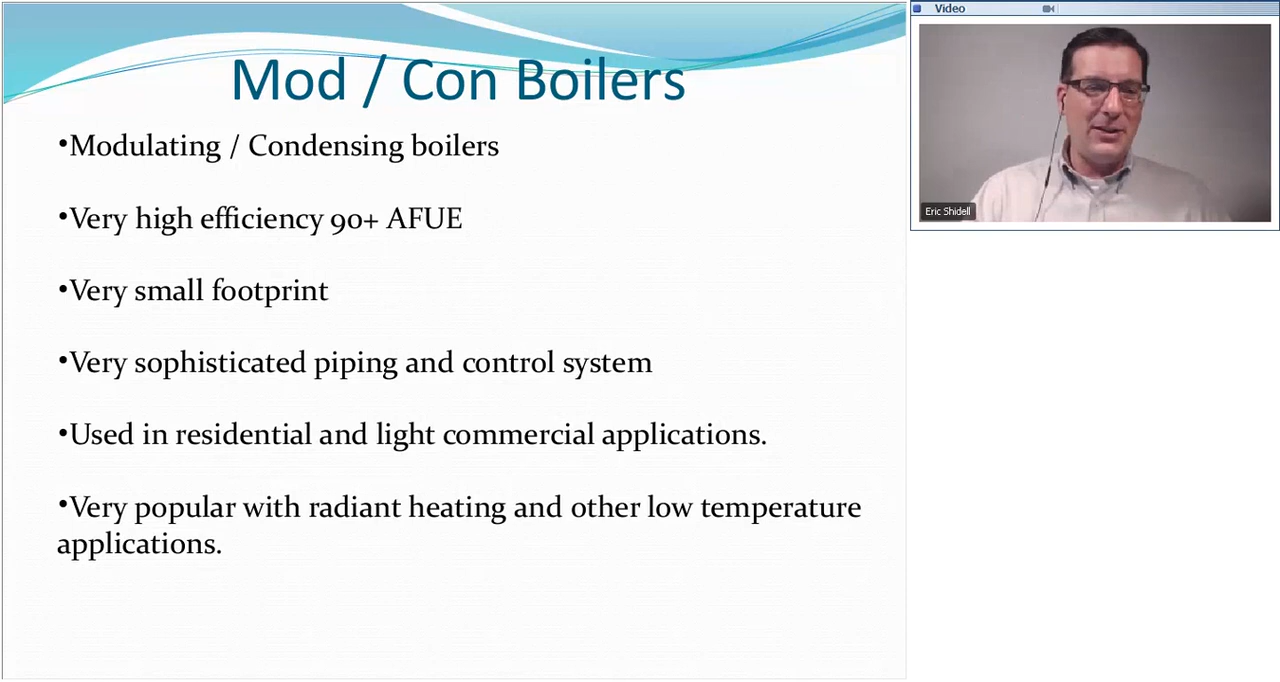 Mod / Con Boilers
•Modulating / Condensing boilers
•Very high efficiency 90+ AFUE
•Very small footprint
•Very sophisticated piping and control system
•Used in residential and light commercial applications.
•Very popular with radiant heating and other low temperature
applications.
Video
Eric Shidell